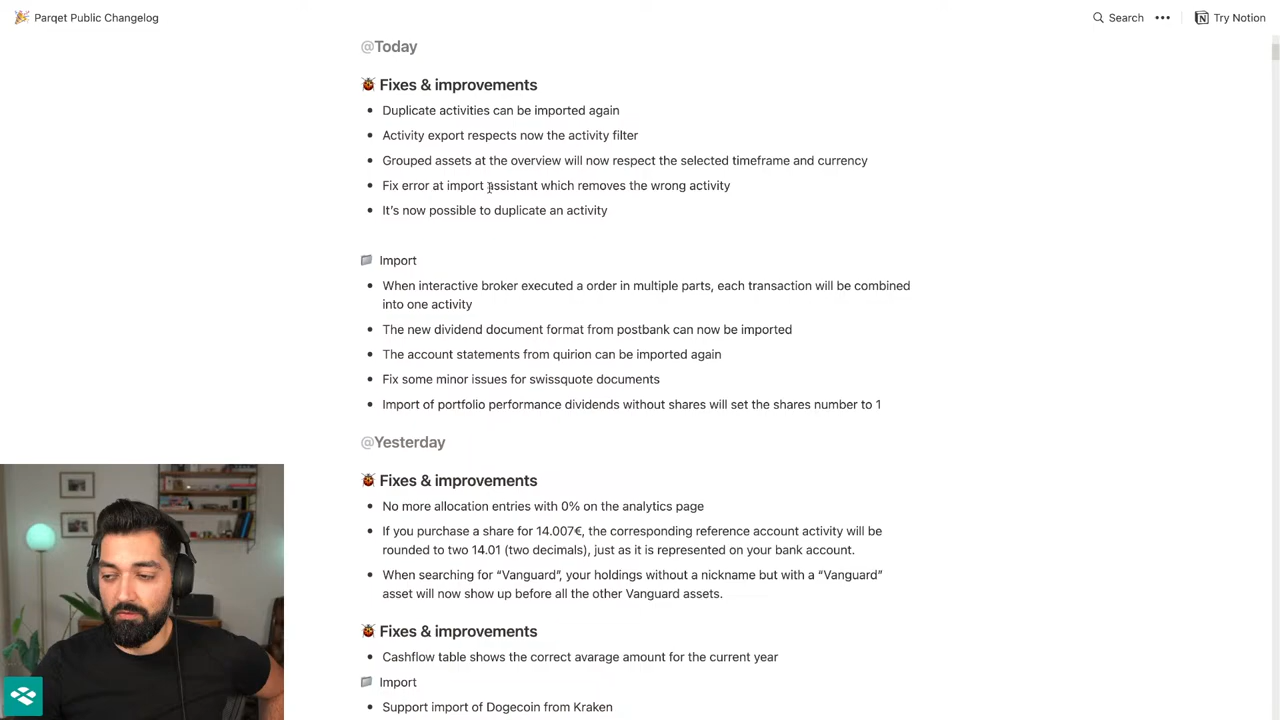 Parqet Public Changelog
Search
Try Notion
@Today
Fixes & improvements
Duplicate activities can be imported again
Activity export respects now the activity filter
Grouped assets at the overview will now respect the selected timeframe and currency
Fix error at import assistant which removes the wrong activity
It’s now possible to duplicate an activity
Import
When interactive broker executed a order in multiple parts, each transaction will be combined
into one activity
The new dividend document format from postbank can now be imported
The account statements from quirion can be imported again
Fix some minor issues for swissquote documents
Import of portfolio performance dividends without shares will set the shares number to 1
@Yesterday
Fixes & improvements
No more allocation entries with 0% on the analytics page
If you purchase a share for 14.007€, the corresponding reference account activity will be
rounded to two 14.01 (two decimals), just as it is represented on your bank account.
When searching for “Vanguard”, your holdings without a nickname but with a “Vanguard”
asset will now show up before all the other Vanguard assets.
Fixes & improvements
Cashflow table shows the correct avarage amount for the current year
Import
Support import of Dogecoin from Kraken